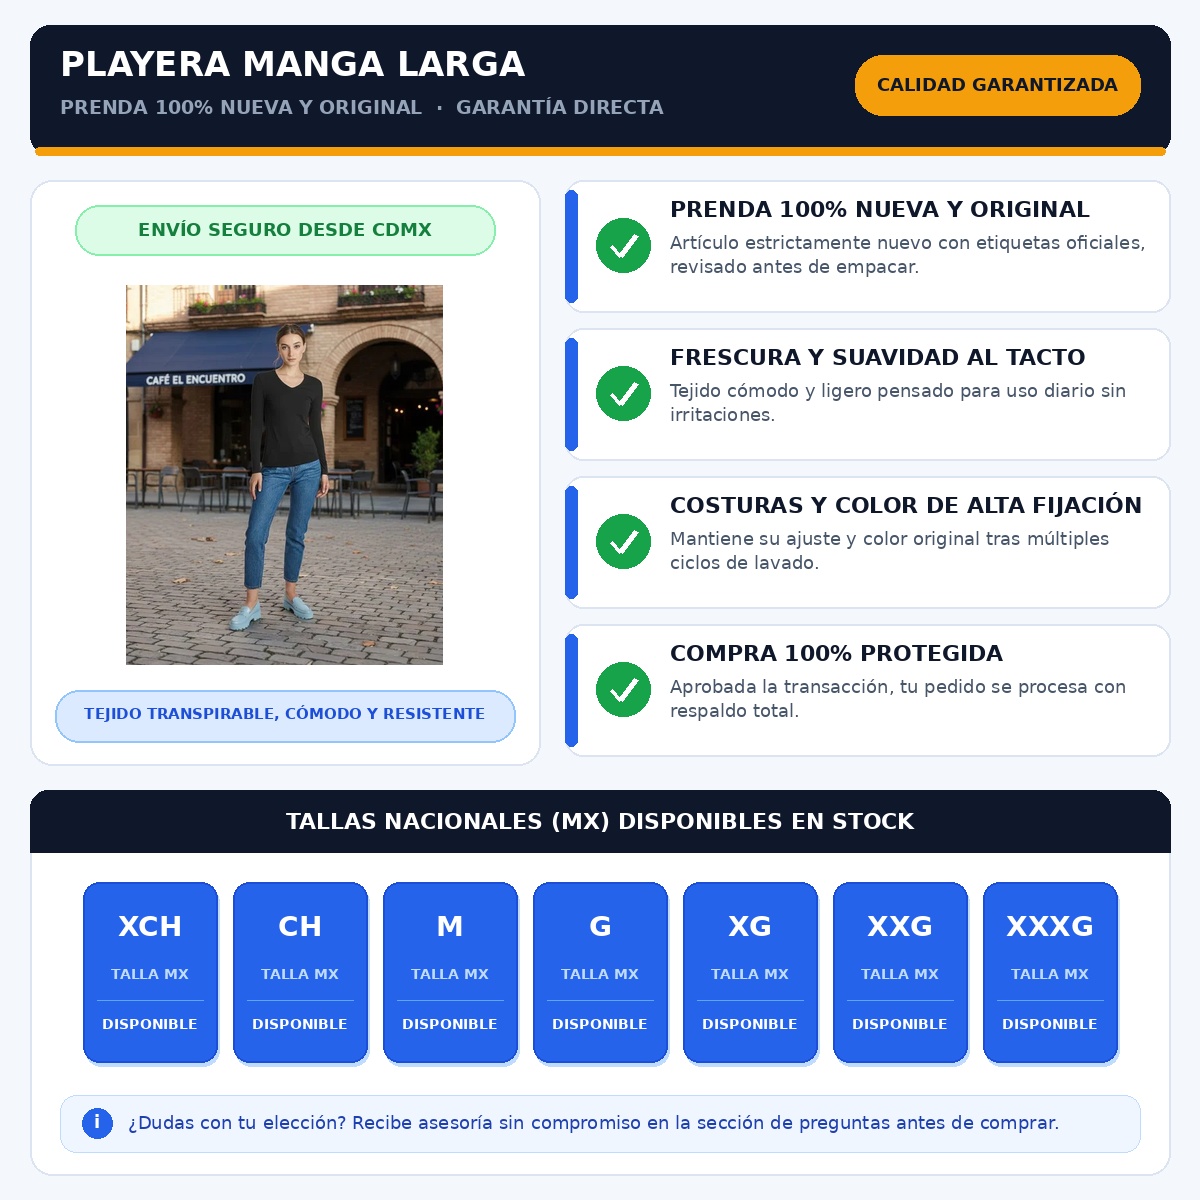 PLAYERA MANGA LARGA
PRENDA 100% NUEVA Y ORIGINAL · GARANTÍA DIRECTA
CALIDAD GARANTIZADA
ENVÍO SEGURO DESDE CDMX
CAFÉ EL ENCUENTRO
TEJIDO TRANSPIRABLE, CÓMODO Y RESISTENTE
PRENDA 100% NUEVA Y ORIGINAL
Artículo estrictamente nuevo con etiquetas oficiales,
revisado antes de empacar.
FRESCURA Y SUAVIDAD AL TACTO
Tejido cómodo y ligero pensado para uso diario sin
irritaciones.
COSTURAS Y COLOR DE ALTA FIJACIÓN
Mantiene su ajuste y color original tras múltiples
ciclos de lavado.
COMPRA 100% PROTEGIDA
Aprobada la transacción, tu pedido se procesa con
respaldo total.
TALLAS NACIONALES (MX) DISPONIBLES EN STOCK
XCH CH M G XG XXG XXXG
TALLA MX TALLA MX TALLA MX TALLA MX TALLA MX TALLA MX TALLA MX
DISPONIBLE DISPONIBLE DISPONIBLE DISPONIBLE DISPONIBLE DISPONIBLE DISPONIBLE
i ¿Dudas con tu elección? Recibe asesoría sin compromiso en la sección de preguntas antes de comprar.